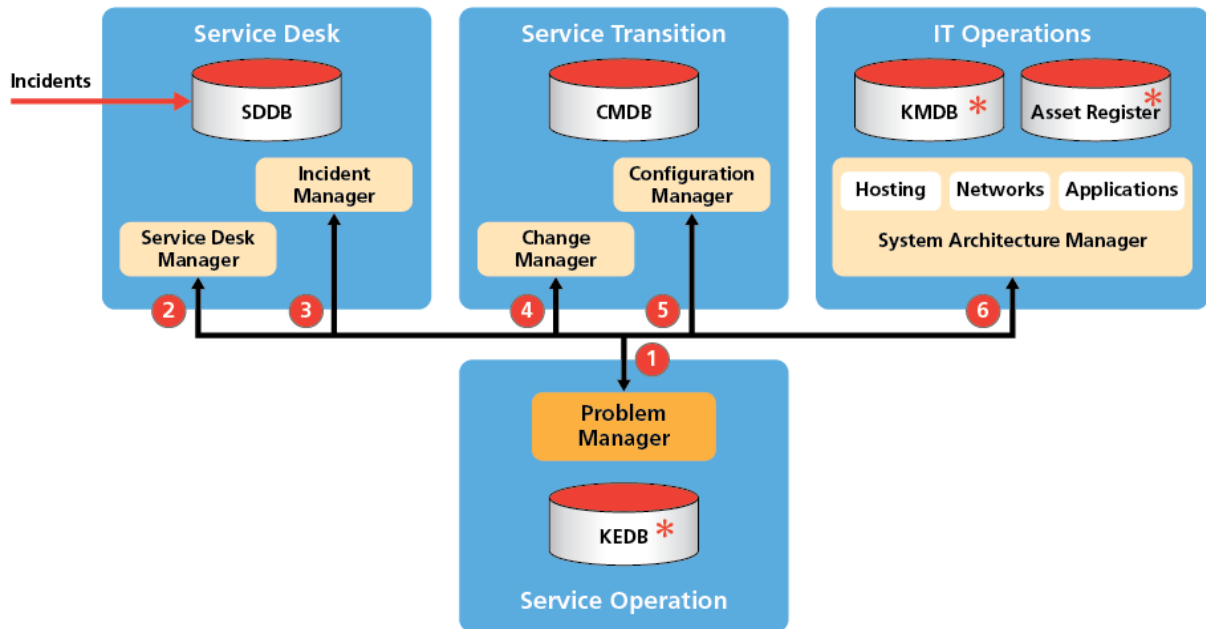 Service Desk
Incidents
SDDB
Incident
Manager
Service Desk
Manager
2
3
Service Transition
CMDB
Configuration
Manager
Change
Manager
4
5
IT Operations
KMDB *
Asset Register *
Hosting Networks Applications
System Architecture Manager
6
1
Problem
Manager
KEDB *
Service Operation